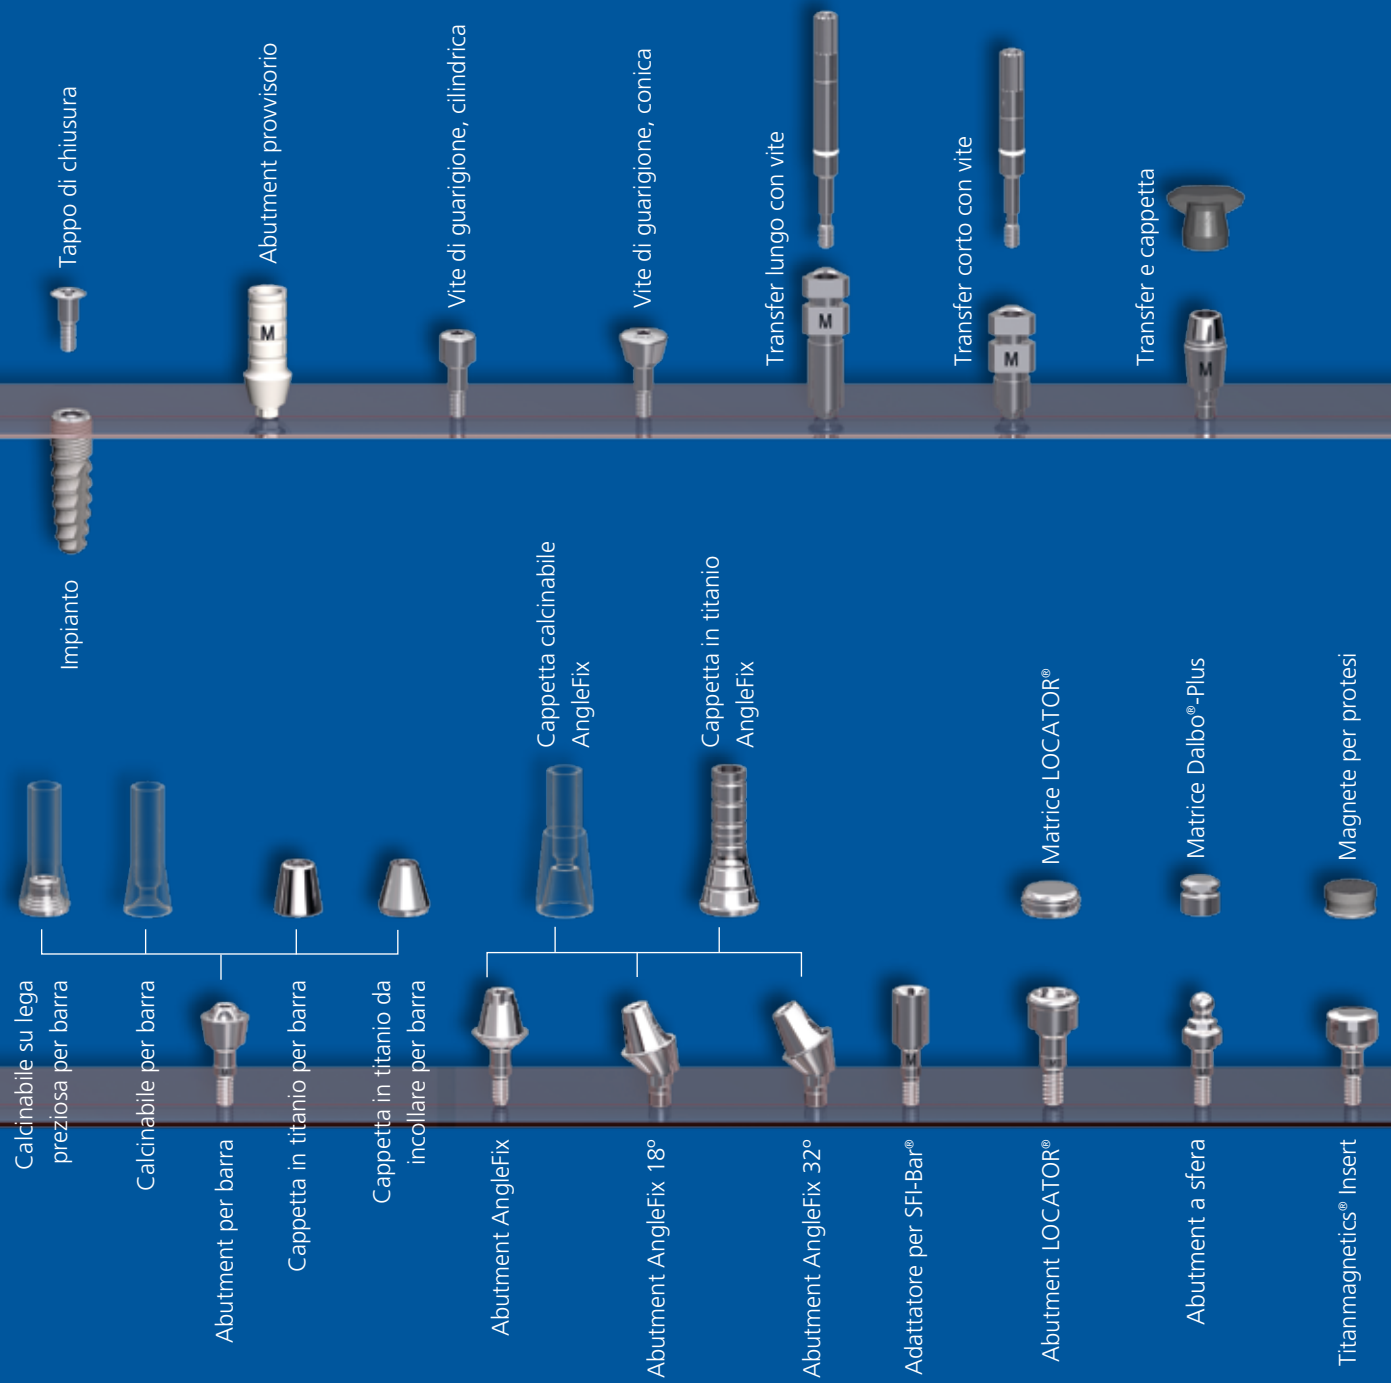 Tappo di chiusura
Abutment provvisorio
Vite di guarigione, cilindrica
Vite di guarigione, conica
Transfer lungo con vite
Transfer corto con vite
Transfer e cappetta
M
M
M
M
Impianto
Cappetta calcinabile
AngleFix
Cappetta in titanio
AngleFix
Matrice LOCATOR®
Matrice Dalbo®-Plus
Magnete per protesi
Calcinabile su lega
preziosa per barra
Calcinabile per barra
Abutment per barra
Cappetta in titanio per barra
Cappetta in titanio da
incollare per barra
Abutment AngleFix
Abutment AngleFix 18°
Abutment AngleFix 32°
M
Adattatore per SFI-Bar®
M
Abutment LOCATOR®
Abutment a sfera
Titanmagnetics® Insert